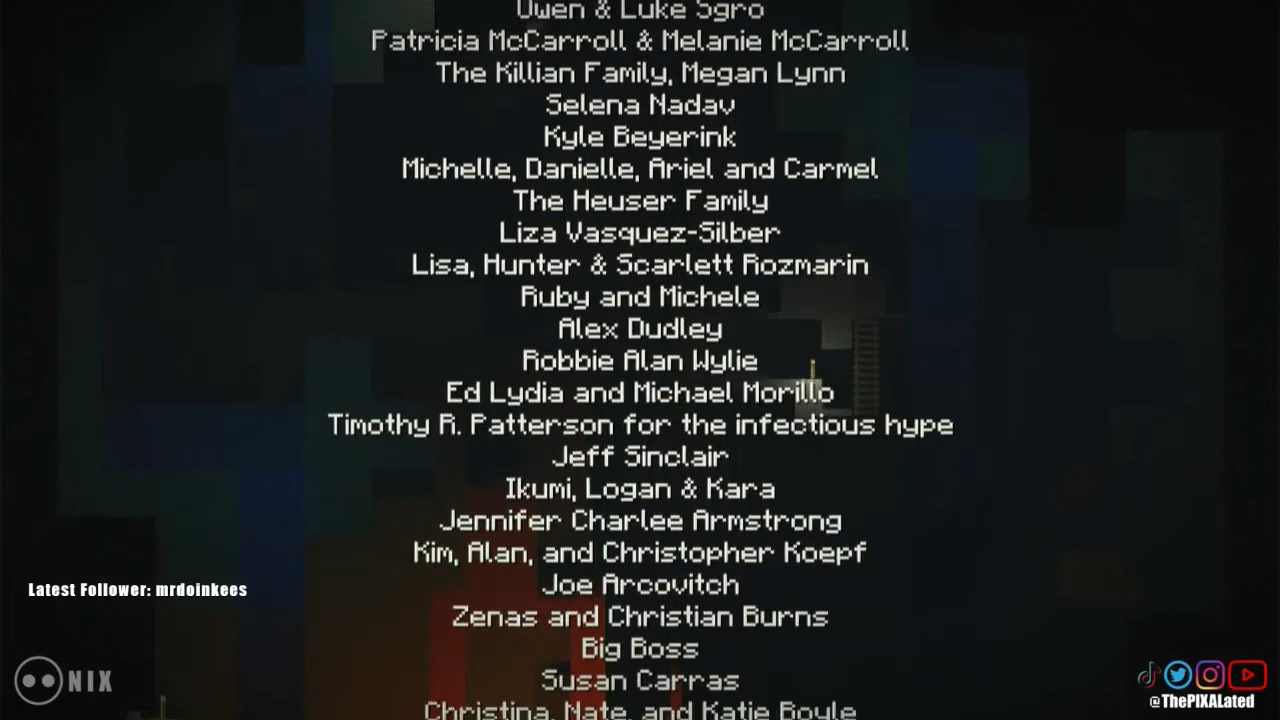 Owen & Luke Sgro
Patricia McCarroll & Melanie McCarroll
The Killian Family, Megan Lynn
Selena Nadav
Kyle Beyerink
Michelle, Danielle, Ariel and Carmel
The Heuser Family
Liza Vasquez-Silber
Lisa, Hunter & Scarlett Rozmarin
Ruby and Michele
Alex Dudley
Robbie Alan Wylie
Ed Lydia and Michael Morillo
Timothy R. Patterson for the infectious hype
Jeff Sinclair
Ikumi, Logan & Kara
Jennifer Charlee Armstrong
Kim, Alan, and Christopher Koepf
Joe Arcovitch
Zenas and Christian Burns
Big Boss
Susan Carras
Christina, Nate, and Katie Boyle
Latest Follower: mrdoinkees
NIX
@ThePIXALated